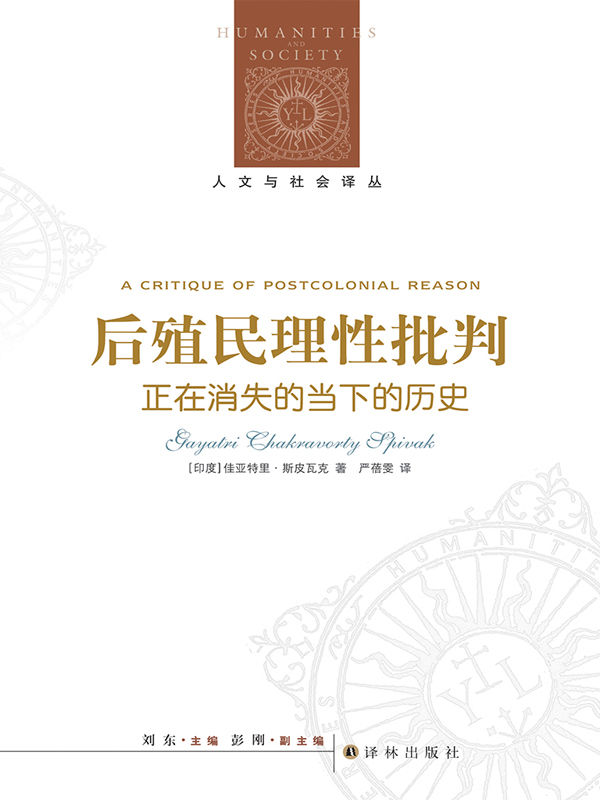 HUMANITIES
AND
SOCIETY
人文与社会译丛
A CRITIQUE OF POSTCOLONIAL REASON
后殖民理性批判
正在消失的当下的历史
Gayatri Chakravorty Spivak
[印度]佳亚特里·斯皮瓦克 著 严蓓雯 译
刘东·主编 彭刚·副主编
译林出版社